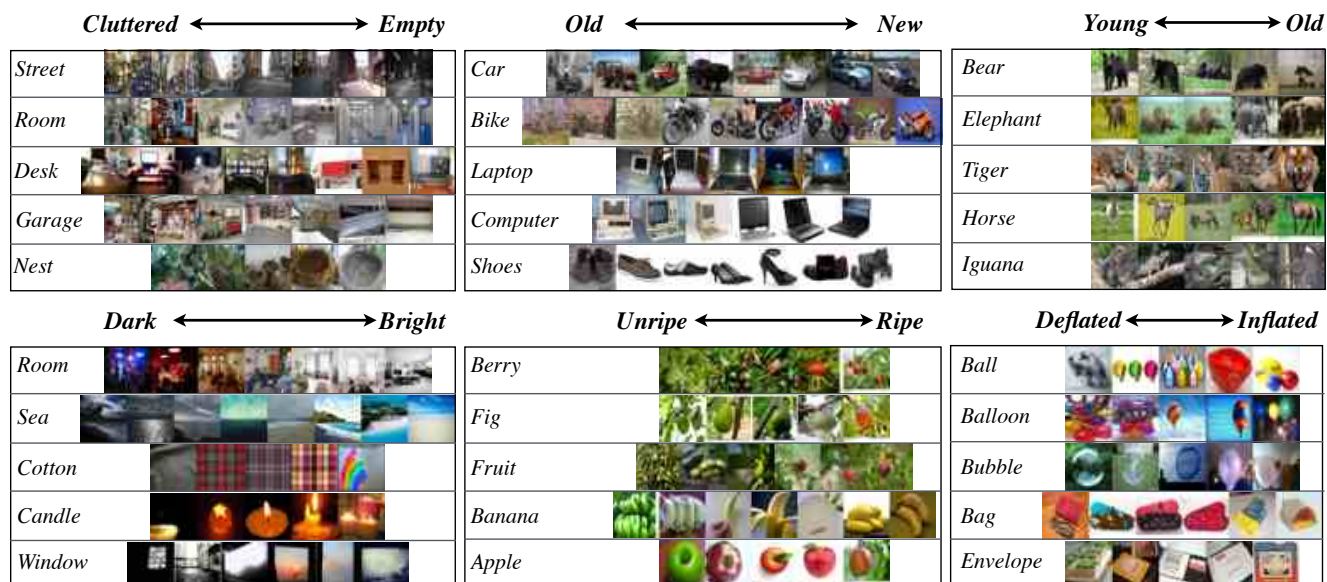 Cluttered Empty
Street
Room
Desk
Garage
Nest
Old New
Car
Bike
Laptop
Computer
Shoes
Young Old
Bear
Elephant
Tiger
Horse
Iguana
Dark Bright
Room
Sea
Cotton
Candle
Window
Unripe Ripe
Berry
Fig
Fruit
Banana
Apple
Deflated Inflated
Ball
Balloon
Bubble
Bag
Envelope